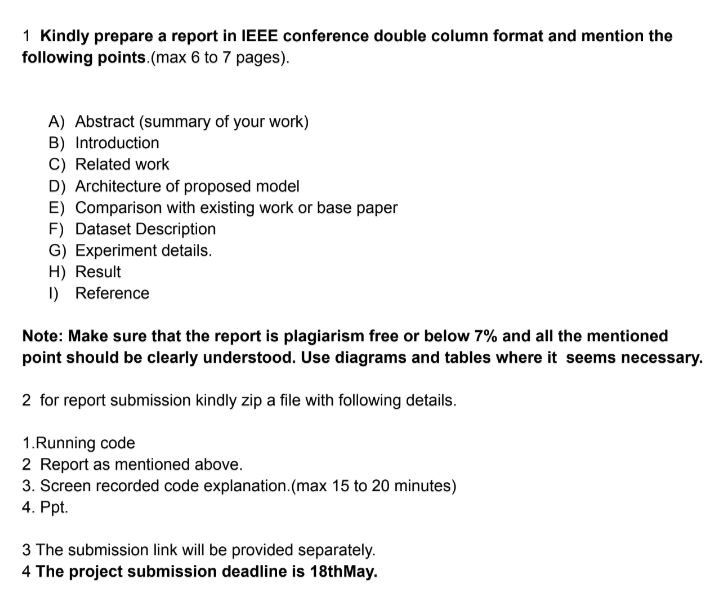 1 Kindly prepare a report in IEEE conference double column format and mention the
following points.(max 6 to 7 pages).
A) Abstract (summary of your work)
B) Introduction
C) Related work
D) Architecture of proposed model
E) Comparison with existing work or base paper
F) Dataset Description
G) Experiment details.
H) Result
I) Reference
Note: Make sure that the report is plagiarism free or below 7% and all the mentioned
point should be clearly understood. Use diagrams and tables where it seems necessary.
2 for report submission kindly zip a file with following details.
1.Running code
2 Report as mentioned above.
3. Screen recorded code explanation.(max 15 to 20 minutes)
4. Ppt.
3 The submission link will be provided separately.
4 The project submission deadline is 18thMay.